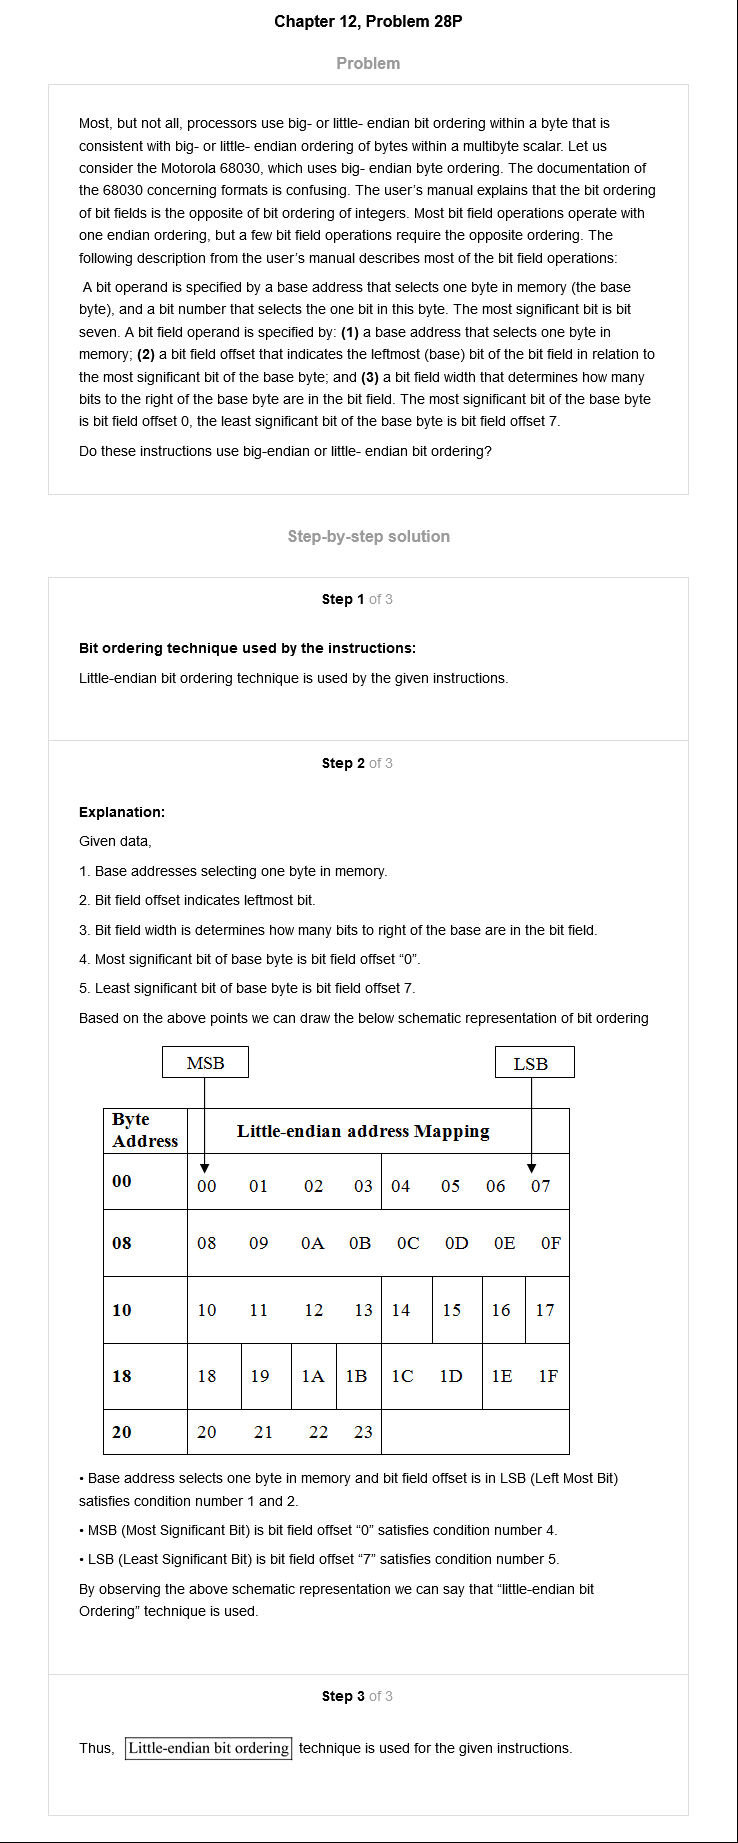 Chapter 12, Problem 28P
Problem
Most, but not all, processors use big- or little- endian bit ordering within a byte that is
consistent with big- or little- endian ordering of bytes within a multibyte scalar. Let us
consider the Motorola 68030, which uses big- endian byte ordering. The documentation of
the 68030 concerning formats is confusing. The user's manual explains that the bit ordering
of bit fields is the opposite of bit ordering of integers. Most bit field operations operate with
one endian ordering, but a few bit field operations require the opposite ordering. The
following description from the user's manual describes most of the bit field operations:
A bit operand is specified by a base address that selects one byte in memory (the base
byte), and a bit number that selects the one bit in this byte. The most significant bit is bit
seven. A bit field operand is specified by: (1) a base address that selects one byte in
memory; (2) a bit field offset that indicates the leftmost (base) bit of the bit field in relation to
the most significant bit of the base byte; and (3) a bit field width that determines how many
bits to the right of the base byte are in the bit field. The most significant bit of the base byte
is bit field offset 0, the least significant bit of the base byte is bit field offset 7.
Do these instructions use big-endian or little- endian bit ordering?
Step-by-step solution
Step 1 of 3
Bit ordering technique used by the instructions:
Little-endian bit ordering technique is used by the given instructions.
Step 2 of 3
Explanation:
Given data,
1. Base addresses selecting one byte in memory.
2. Bit field offset indicates leftmost bit.
3. Bit field width is determines how many bits to right of the base are in the bit field.
4. Most significant bit of base byte is bit field offset “0”.
5. Least significant bit of base byte is bit field offset 7.
Based on the above points we can draw the below schematic representation of bit ordering
MSB LSB
Byte
Address Little-endian address Mapping
00 00 01 02 03 04 05 06 07
08 08 09 0A 0B 0C 0D 0E 0F
10 10 11 12 13 14 15 16 17
18 18 19 1A 1B 1C 1D 1E 1F
20 20 21 22 23
• Base address selects one byte in memory and bit field offset is in LSB (Left Most Bit)
satisfies condition number 1 and 2.
• MSB (Most Significant Bit) is bit field offset “0” satisfies condition number 4.
• LSB (Least Significant Bit) is bit field offset “7” satisfies condition number 5.
By observing the above schematic representation we can say that “little-endian bit
Ordering” technique is used.
Step 3 of 3
Thus, Little-endian bit ordering technique is used for the given instructions.